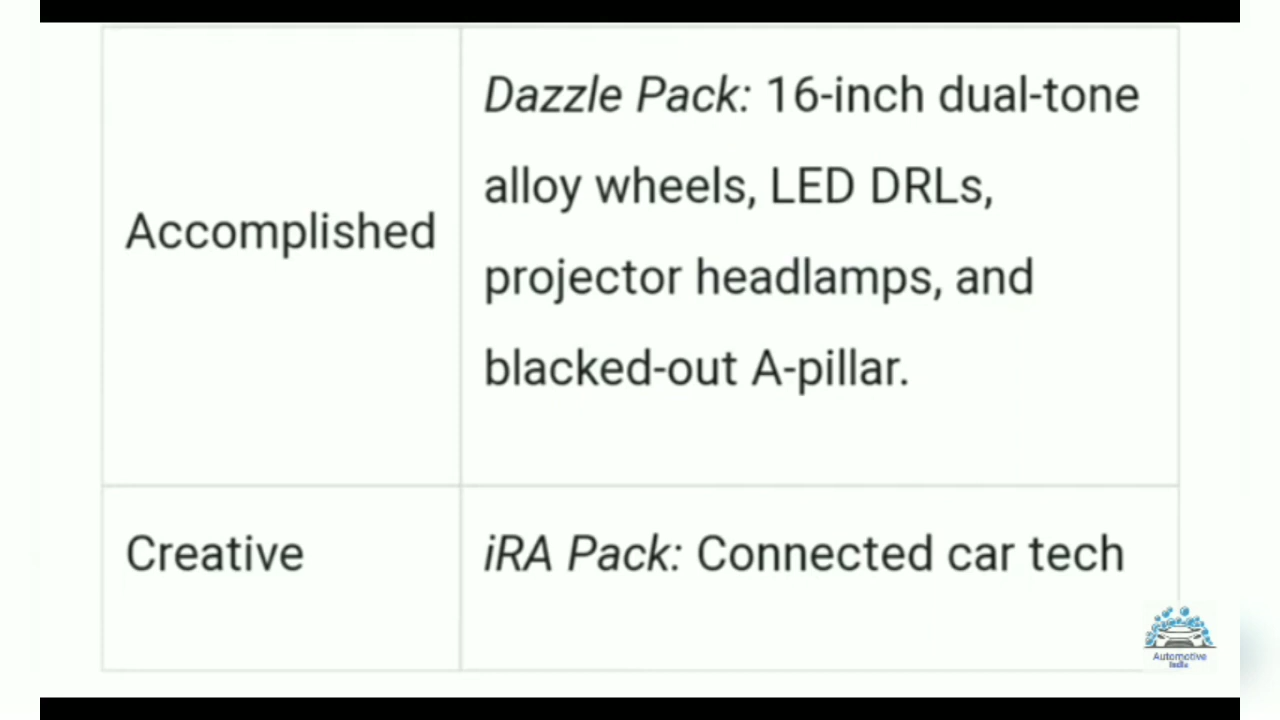 Accomplished
Dazzle Pack: 16-inch dual-tone
alloy wheels, LED DRLs,
projector headlamps, and
blacked-out A-pillar.
Creative
iRA Pack: Connected car tech
Automotive
India